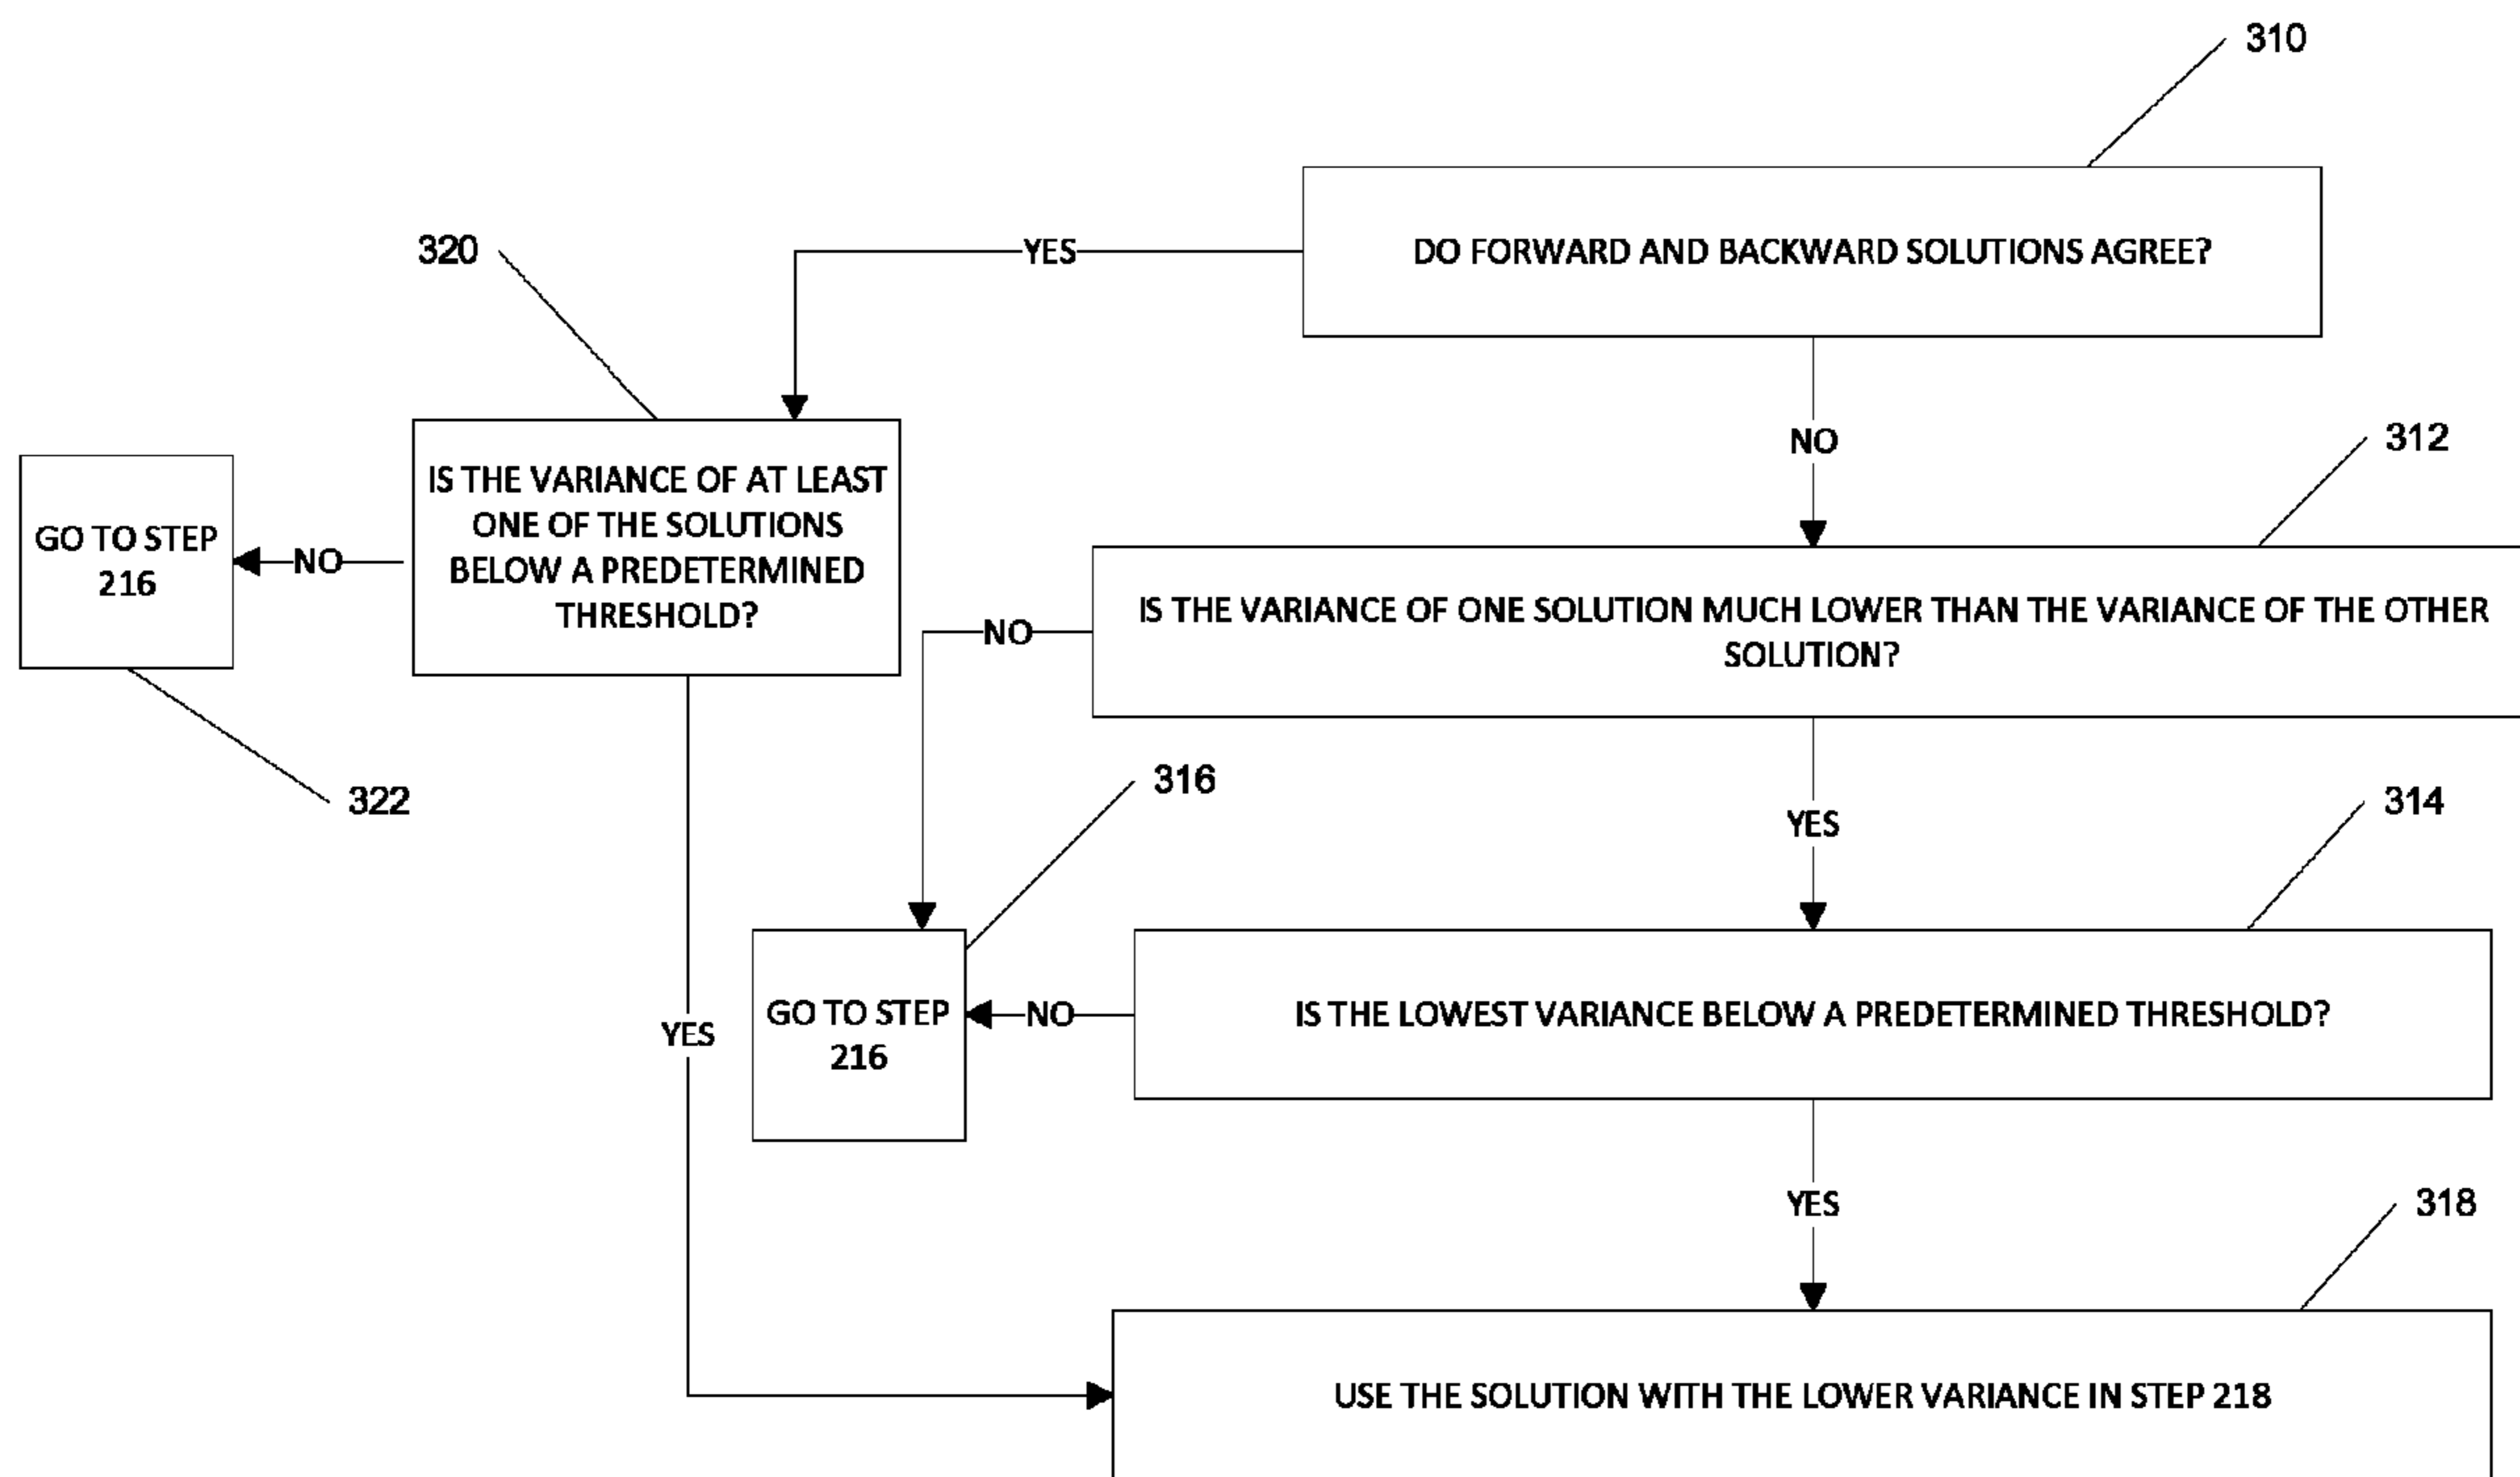 310
DO FORWARD AND BACKWARD SOLUTIONS AGREE?
YES
320
NO
312
IS THE VARIANCE OF AT LEAST
ONE OF THE SOLUTIONS
BELOW A PREDETERMINED
THRESHOLD?
GO TO STEP
216
NO
IS THE VARIANCE OF ONE SOLUTION MUCH LOWER THAN THE VARIANCE OF THE OTHER
SOLUTION?
NO
322
316
YES
314
GO TO STEP
216
NO
IS THE LOWEST VARIANCE BELOW A PREDETERMINED THRESHOLD?
YES
YES
318
USE THE SOLUTION WITH THE LOWER VARIANCE IN STEP 218